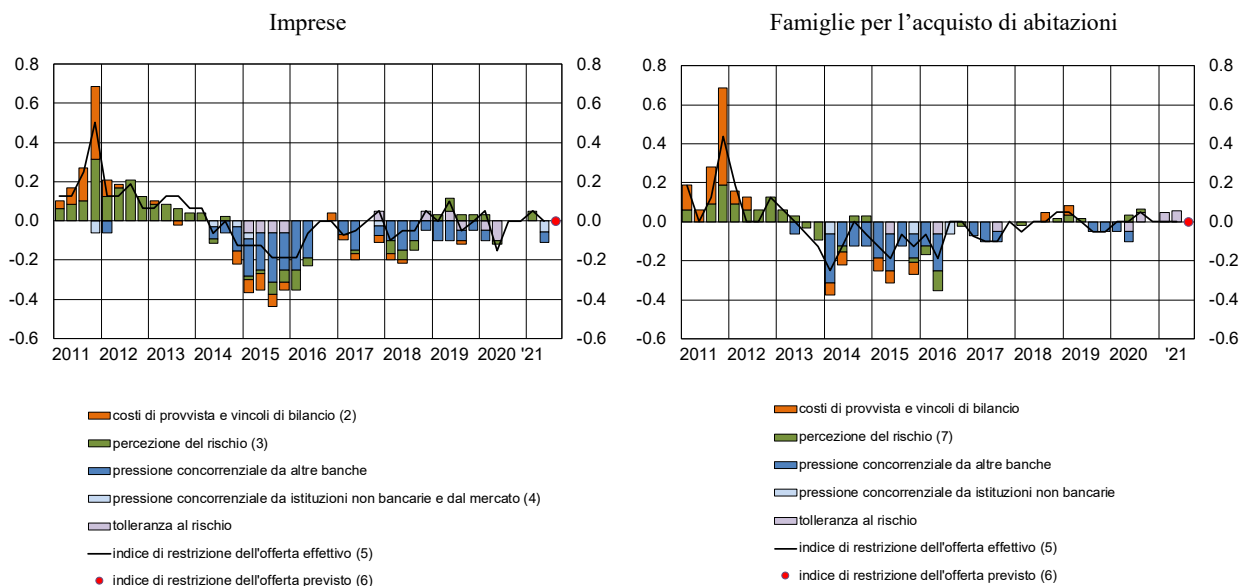 Imprese
0.8
0.6
0.4
0.2
0.0
-0.2
-0.4
-0.6
0.8
0.6
0.4
0.2
0.0
-0.2
-0.4
-0.6
2011 2012 2013 2014 2015 2016 2017 2018 2019 2020 '21
costi di provvista e vincoli di bilancio (2)
percezione del rischio (3)
pressione concorrenziale da altre banche
pressione concorrenziale da istituzioni non bancarie e dal mercato (4)
tolleranza al rischio
indice di restrizione dell'offerta effettivo (5)
indice di restrizione dell'offerta previsto (6)
Famiglie per l’acquisto di abitazioni
0.8
0.6
0.4
0.2
0.0
-0.2
-0.4
-0.6
0.8
0.6
0.4
0.2
0.0
-0.2
-0.4
-0.6
2011 2012 2013 2014 2015 2016 2017 2018 2019 2020 '21
costi di provvista e vincoli di bilancio
percezione del rischio (7)
pressione concorrenziale da altre banche
pressione concorrenziale da istituzioni non bancarie
tolleranza al rischio
indice di restrizione dell'offerta effettivo (5)
indice di restrizione dell'offerta previsto (6)